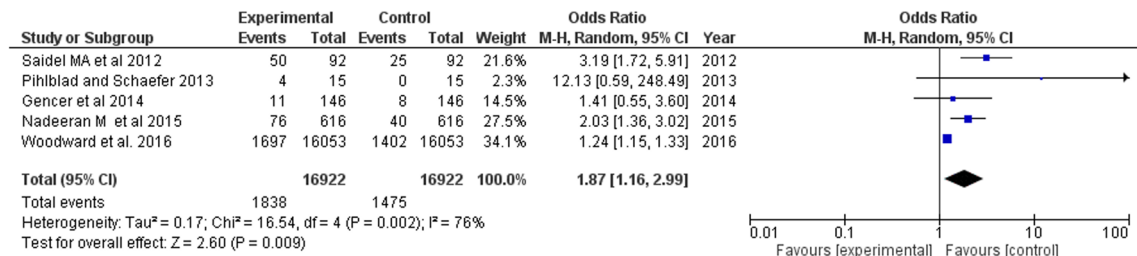 Experimental Control Odds Ratio Odds Ratio
Study or Subgroup Events Total Events Total Weight M-H, Random, 95% CI Year M-H, Random, 95% CI
Saidel MA et al 2012 50 92 25 92 21.6% 3.19 [1.72, 5.91] 2012
Pihlblad and Schaefer 2013 4 15 0 15 2.3% 12.13 [0.59, 248.49] 2013
Gencer et al 2014 11 146 8 146 14.5% 1.41 [0.55, 3.60] 2014
Nadeeran M et al 2015 76 616 40 616 27.5% 2.03 [1.36, 3.02] 2015
Woodward et al. 2016 1697 16053 1402 16053 34.1% 1.24 [1.15, 1.33] 2016
Total (95% CI) 16922 16922 100.0% 1.87 [1.16, 2.99]
Total events 1838 1475
Heterogeneity: Tau² = 0.17; Chi² = 16.54, df = 4 (P = 0.002); I² = 76%
Test for overall effect: Z = 2.60 (P = 0.009)
0.01 0.1 1 10 100
Favours [experimental] Favours [control]